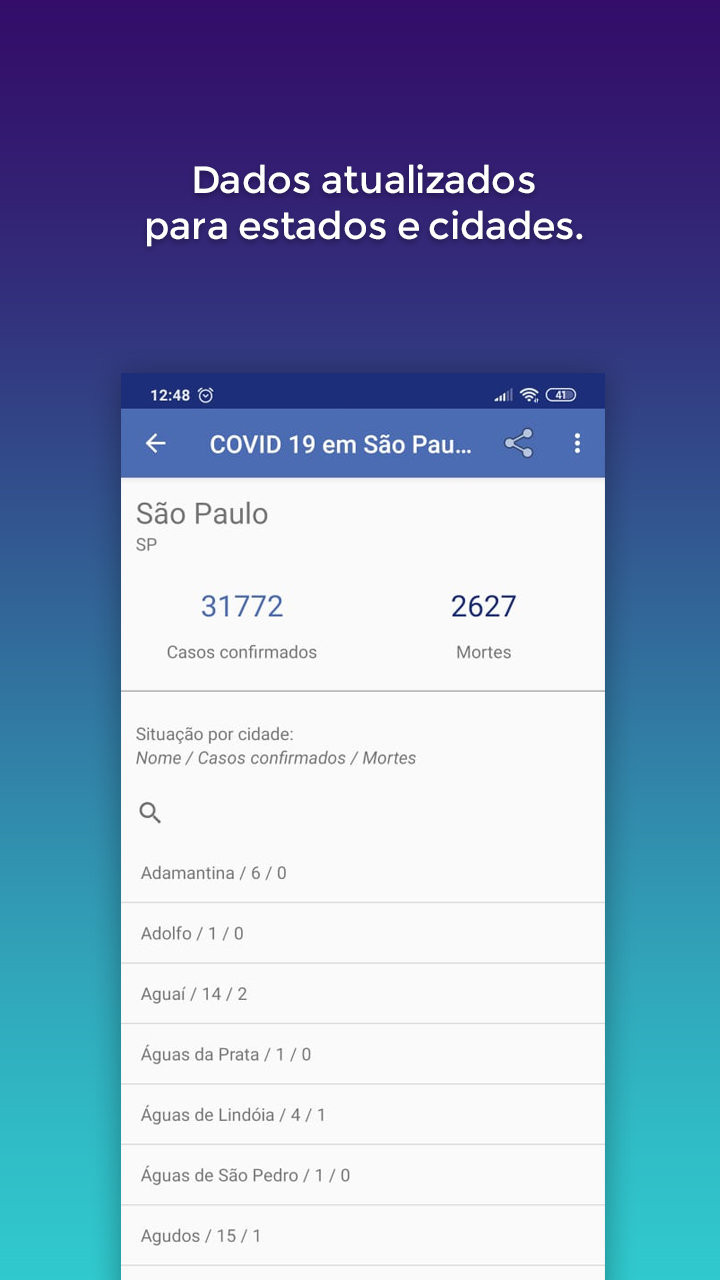 Dados atualizados
para estados e cidades.
12:48 41
COVID 19 em São Pau...
São Paulo
SP
31772 2627
Casos confirmados Mortes
Situação por cidade:
Nome / Casos confirmados / Mortes
Adamantina / 6 / 0
Adolfo / 1 / 0
Aguaí / 14 / 2
Águas da Prata / 1 / 0
Águas de Lindóia / 4 / 1
Águas de São Pedro / 1 / 0
Agudos / 15 / 1